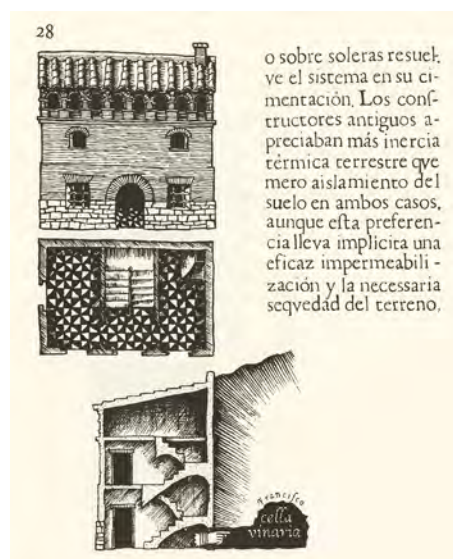 28
o sobre soleras resuel-
ve el sistema en su ci-
mentación. Los conſ-
tructores antiguos a-
preciaban más inercia
térmica terrestre qve
mero aislamiento del
suelo en ambos casos,
aunque eſta preferen-
cia lleva implicita una
eficaz impermeabili-
zación y la necessaria
seqvedad del terreno.
Francisco
cella
vinaria